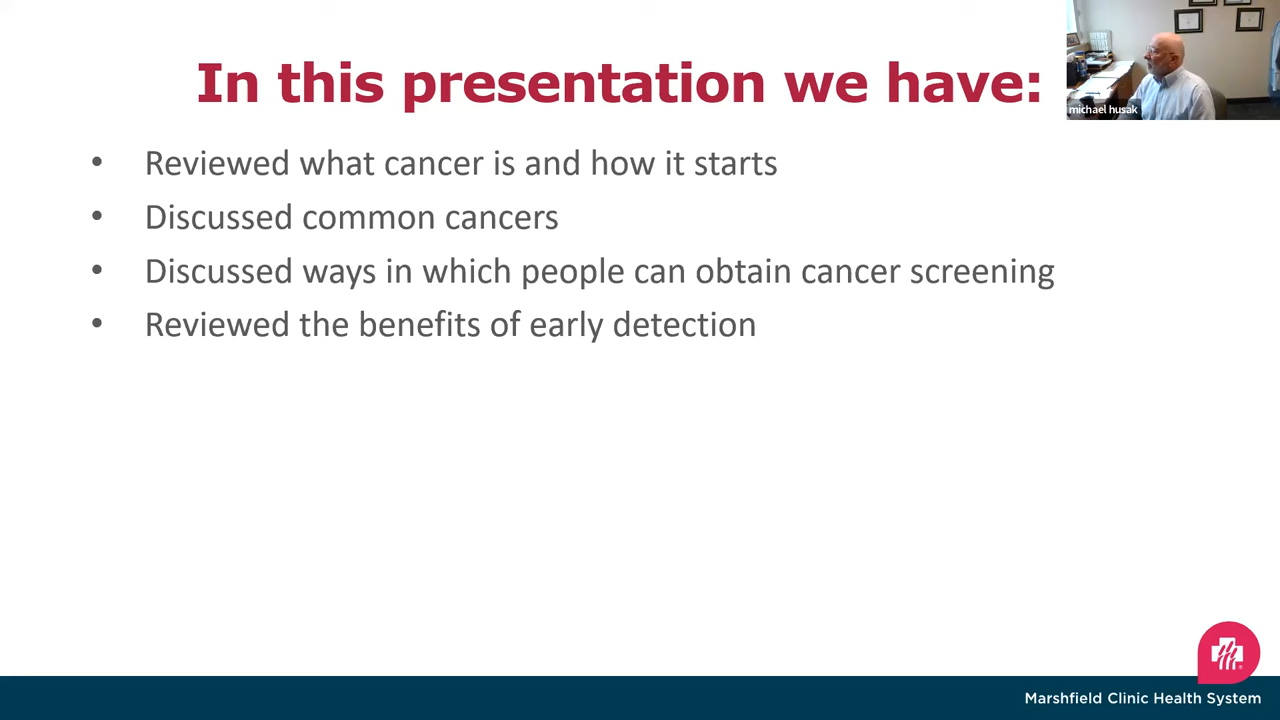 In this presentation we have:
michael husak
• Reviewed what cancer is and how it starts
• Discussed common cancers
• Discussed ways in which people can obtain cancer screening
• Reviewed the benefits of early detection
Marshfield Clinic Health System